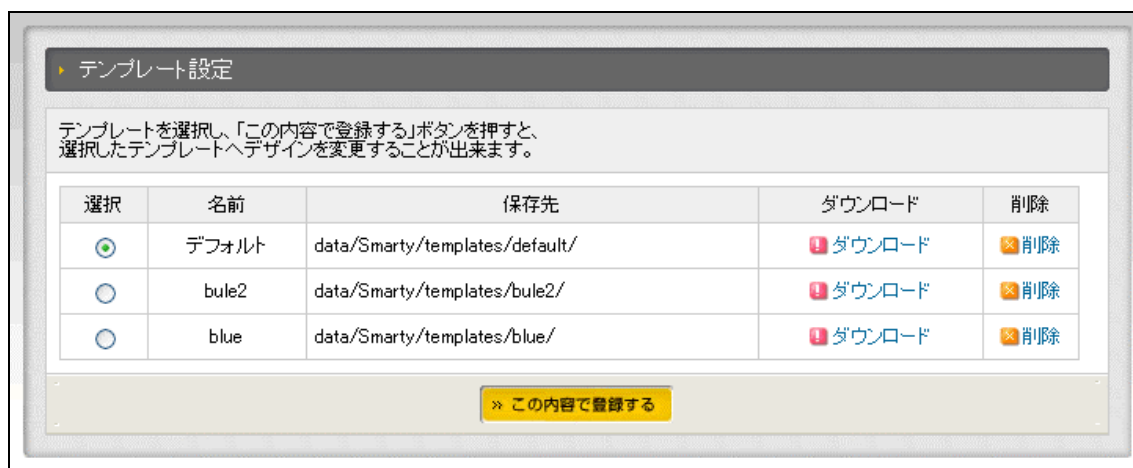 テンプレート設定
テンプレートを選択し、「この内容で登録する」ボタンを押すと、
選択したテンプレートへデザインを変更することが出来ます。
選択 名前 保存先 ダウンロード 削除
デフォルト data/Smarty/templates/default/ ダウンロード 削除
bule2 data/Smarty/templates/bule2/ ダウンロード 削除
blue data/Smarty/templates/blue/ ダウンロード 削除
» この内容で登録する